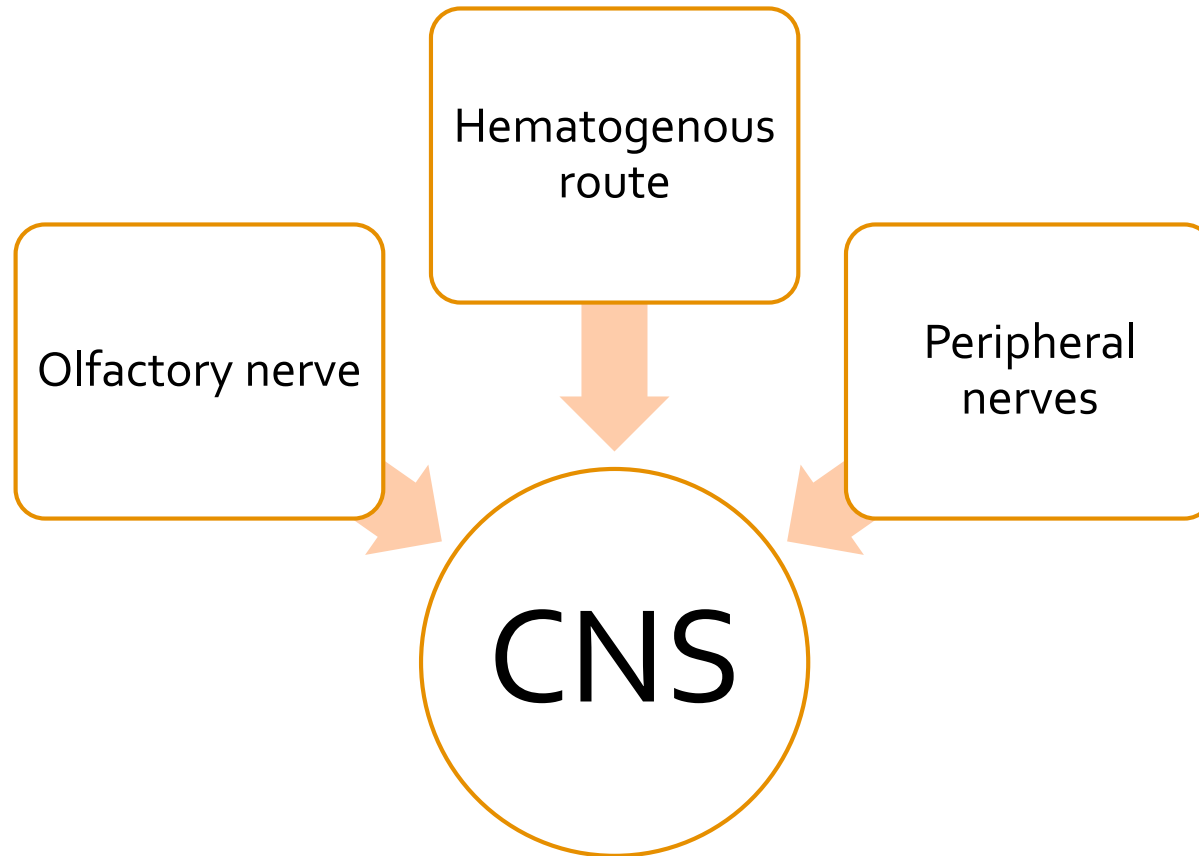 Hematogenous
route
Olfactory nerve
Peripheral
nerves
CNS